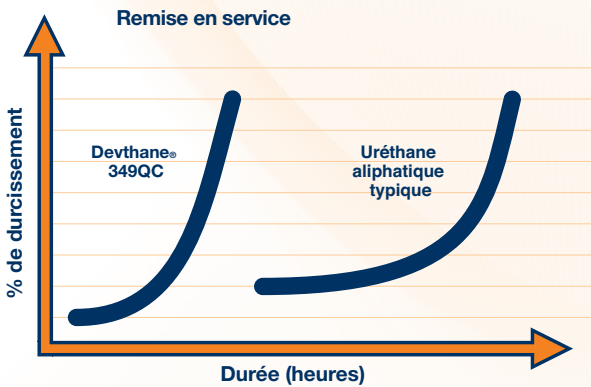 Remise en service
% de durcissement
Devthane®
349QC
Uréthane
aliphatique
typique
Durée (heures)